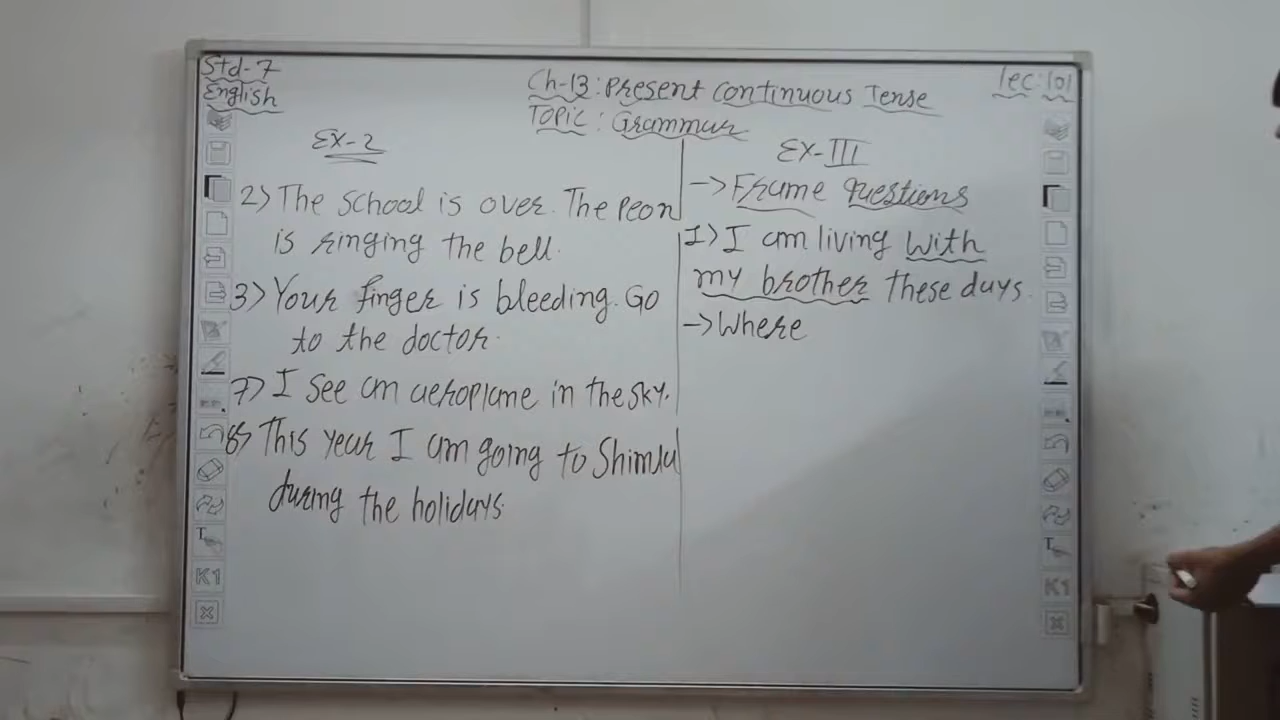 Std-7
English
Ch-13: Present Continuous Tense
Topic: Grammar
lec: 101
Ex-2
2) The school is over. The Peon
is ringing the bell.
3) Your finger is bleeding. Go
to the doctor.
7) I see an aeroplane in the sky.
8) This year I am going to Shimla
during the holidays.
Ex-III
-> Frame questions
1) I am living with
my brother these days.
-> Where
T
K1
T
K1